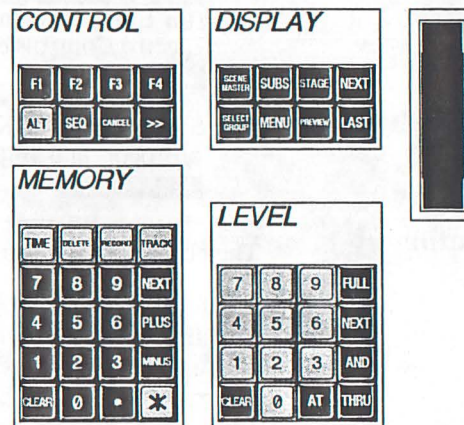 CONTROL
F1 F2 F3 F4
ALT SEQ CANCEL >>
DISPLAY
SCENE MASTER SUBS STAGE NEXT
SELECT GROUP MENU PREVIEW LAST
MEMORY
TIME DELETE RECORD TRACK
7 8 9 NEXT
4 5 6 PLUS
1 2 3 MINUS
CLEAR 0 . *
LEVEL
7 8 9 FULL
4 5 6 NEXT
1 2 3 AND
CLEAR 0 AT THRU